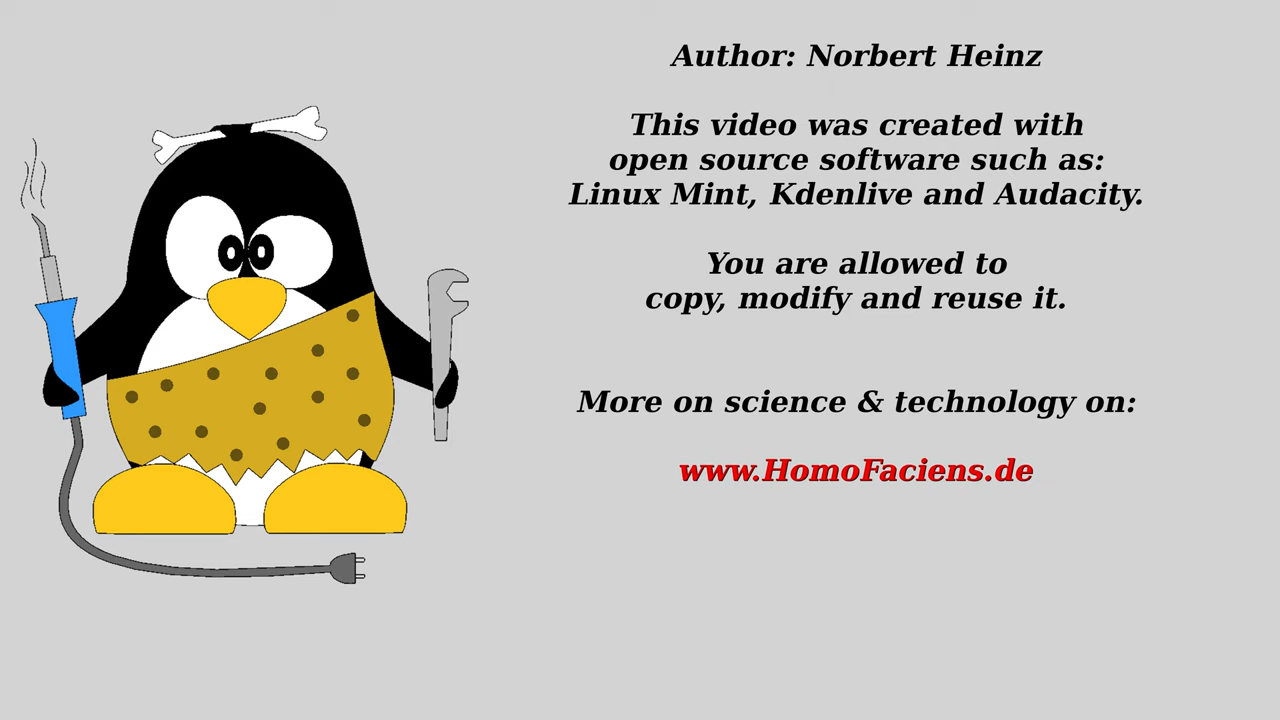 Author: Norbert Heinz
This video was created with
open source software such as:
Linux Mint, Kdenlive and Audacity.
You are allowed to
copy, modify and reuse it.
More on science & technology on:
www.HomoFaciens.de